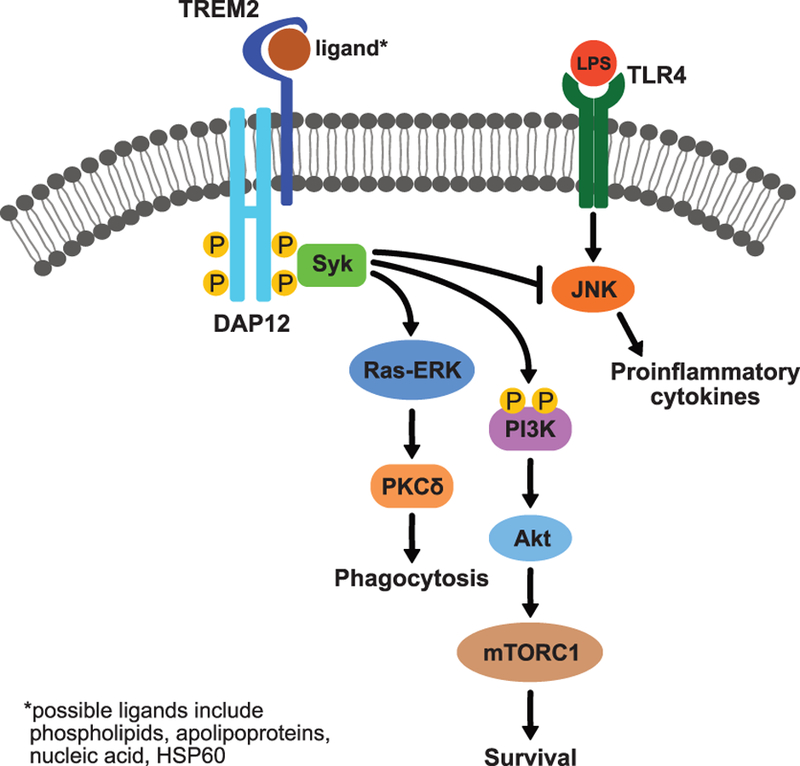 TREM2
ligand*
LPS
TLR4
P
P
P
P
Syk
DAP12
JNK
Ras-ERK
Proinflammatory
cytokines
P
P
PI3K
PKCδ
Akt
Phagocytosis
mTORC1
*possible ligands include
phospholipids, apolipoproteins,
nucleic acid, HSP60
Survival